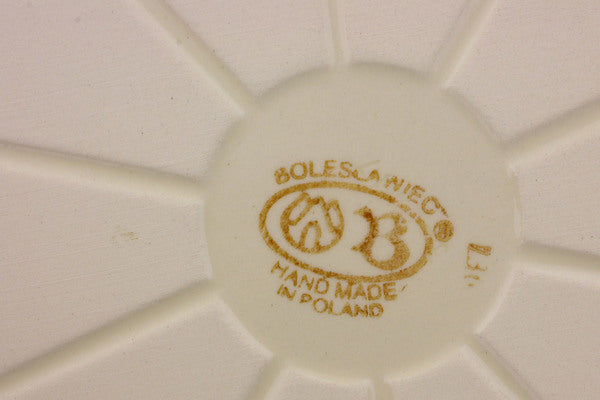 BOLESŁAWIEC®
B
HAND MADE
IN POLAND